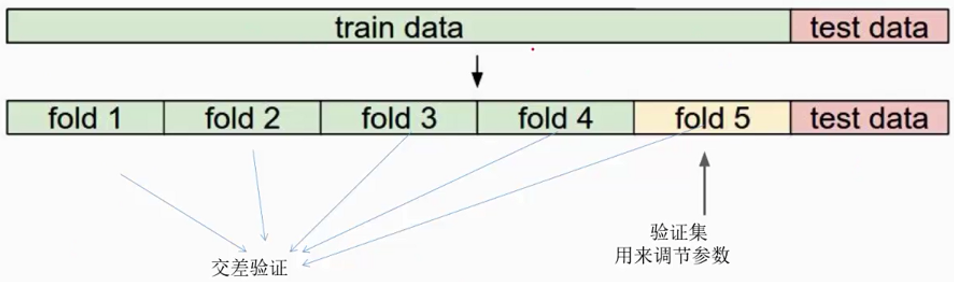 train data test data
fold 1 fold 2 fold 3 fold 4 fold 5 test data
验证集
用来调节参数
交差验证